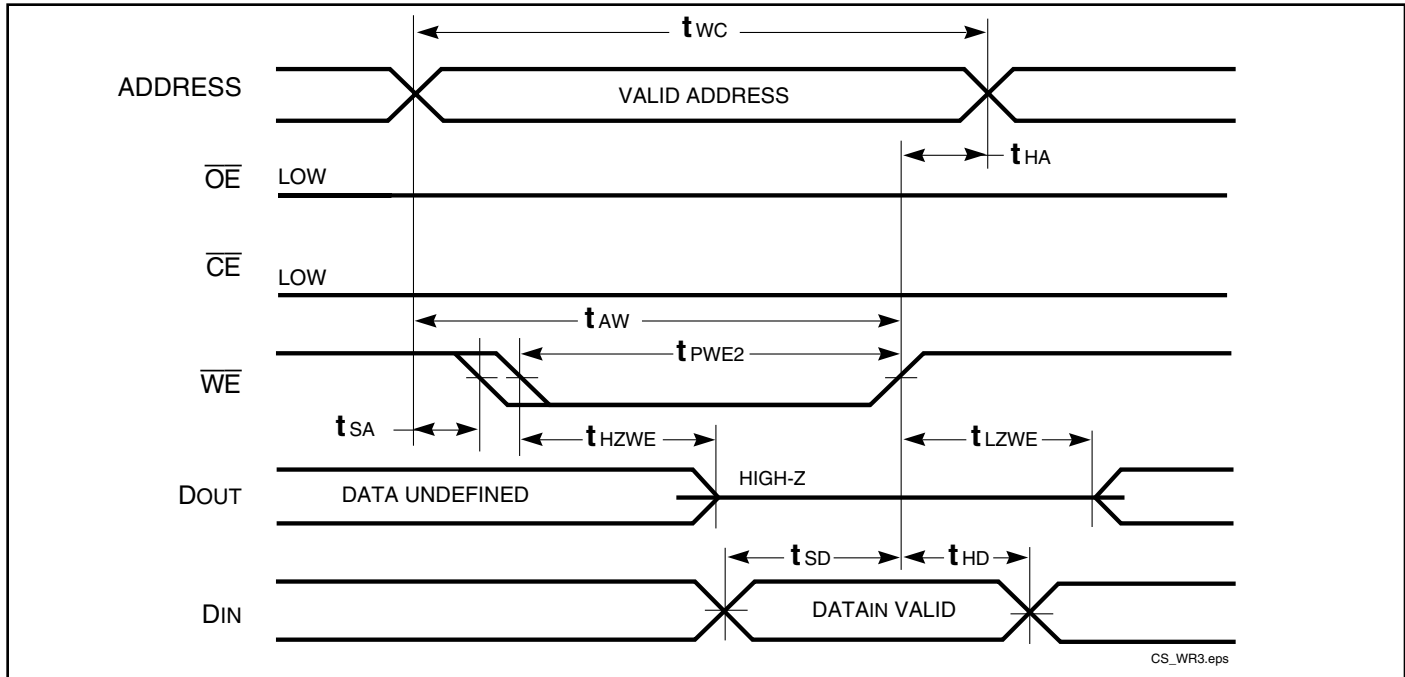 tWC
ADDRESS
VALID ADDRESS
tHA
OE
LOW
CE
LOW
tAW
tPWE2
WE
tSA
tHZWE
tLZWE
DOUT
DATA UNDEFINED
HIGH-Z
tSD
tHD
DIN
DATAIN VALID
CS_WR3.eps